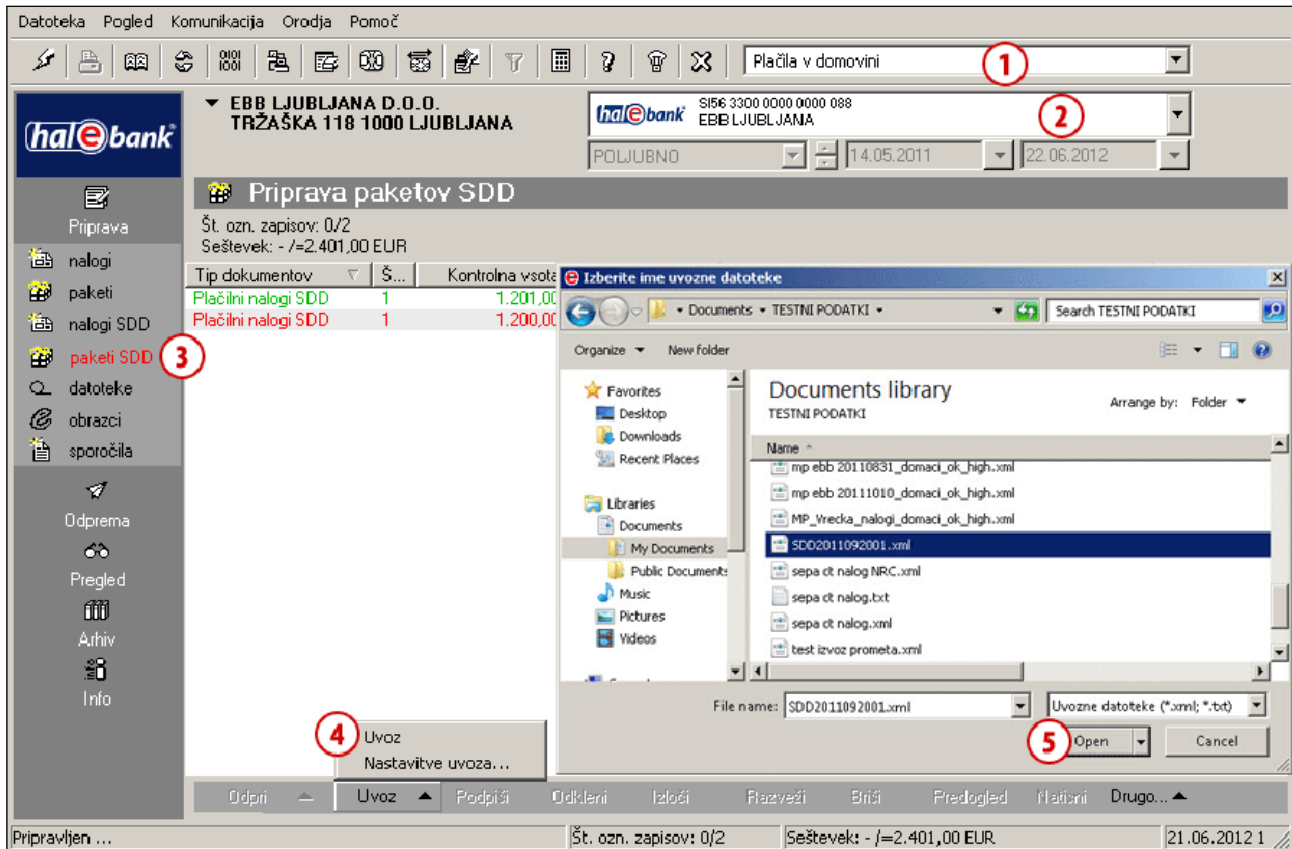 Datoteka Pogled Komunikacija Orodja Pomoč
Plačila v domovini
1
halebank
EBB LJUBLJANA D.O.O.
TRŽAŠKA 118 1000 LJUBLJANA
halebank
SI56 3300 0000 0000 088
EBB LJUBLJANA
2
POLJUBNO
14.05.2011
22.06.2012
Priprava paketov SDD
Št. ozn. zapisov: 0/2
Seštevek: - /=2.401,00 EUR
Priprava
nalogi
paketi
nalogi SDD
paketi SDD
3
datoteke
obrazci
sporočila
Odprema
Pregled
Arhiv
Info
Tip dokumentov Š... Kontrolna vsota
Plačilni nalogi SDD 1 1.201,00
Plačilni nalogi SDD 1 1.200,00
Izberite ime uvozne datoteke
Documents TESTNI PODATKI
Search TESTNI PODATKI
Organize New folder
Favorites
Desktop
Downloads
Recent Places
Libraries
Documents
My Documents
Public Documents
Music
Pictures
Videos
Documents library
TESTNI PODATKI
Arrange by: Folder
Name
mp ebb 20110831_domaci_ok_high.xml
mp ebb 20111010_domaci_ok_high.xml
MP_Vrecka_nalogi_domaci_ok_high.xml
SDD2011092001.xml
sepa ct nalog NRC.xml
sepa ct nalog.txt
sepa ct nalog.xml
test izvoz prometa.xml
File name: SDD2011092001.xml
Uvozne datoteke (*.xml; *.txt)
5
Open
Cancel
4
Uvoz
Nastavitve uvoza...
Odpri Uvoz Podpiši Odkleni Izloči Razveži Briši Predogled Natisni Drugo...
Pripravljen ...
Št. ozn. zapisov: 0/2
Seštevek: - /=2.401,00 EUR
21.06.2012 1